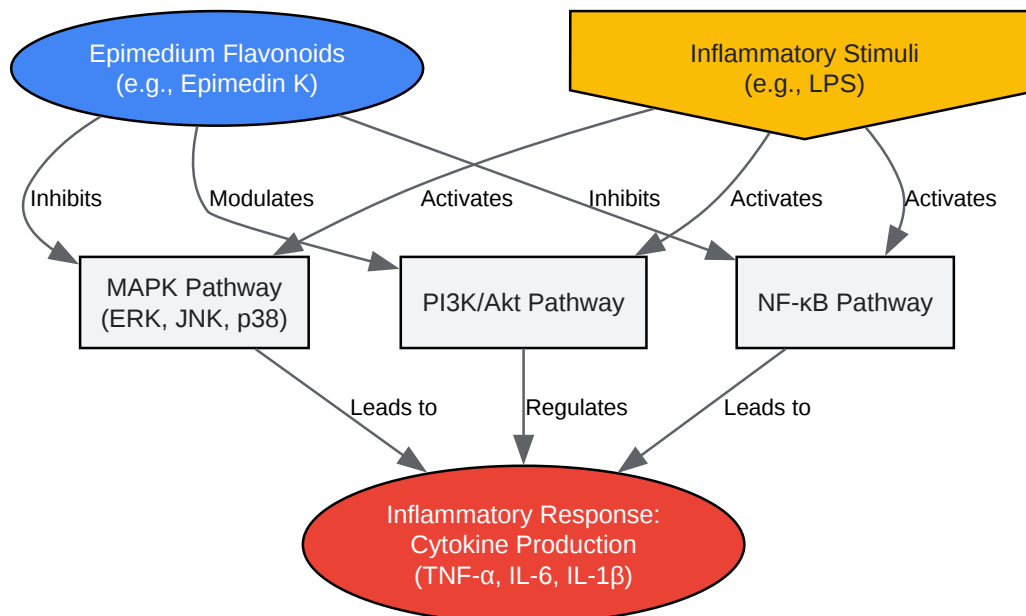 Epimedium Flavonoids
(e.g., Epimedin K)
Inflammatory Stimuli
(e.g., LPS)
Inhibits
Modulates
Activates
Inhibits
Activates
Activates
MAPK Pathway
(ERK, JNK, p38)
PI3K/Akt Pathway
NF-κB Pathway
Leads to
Regulates
Leads to
Inflammatory Response:
Cytokine Production
(TNF-α, IL-6, IL-1β)